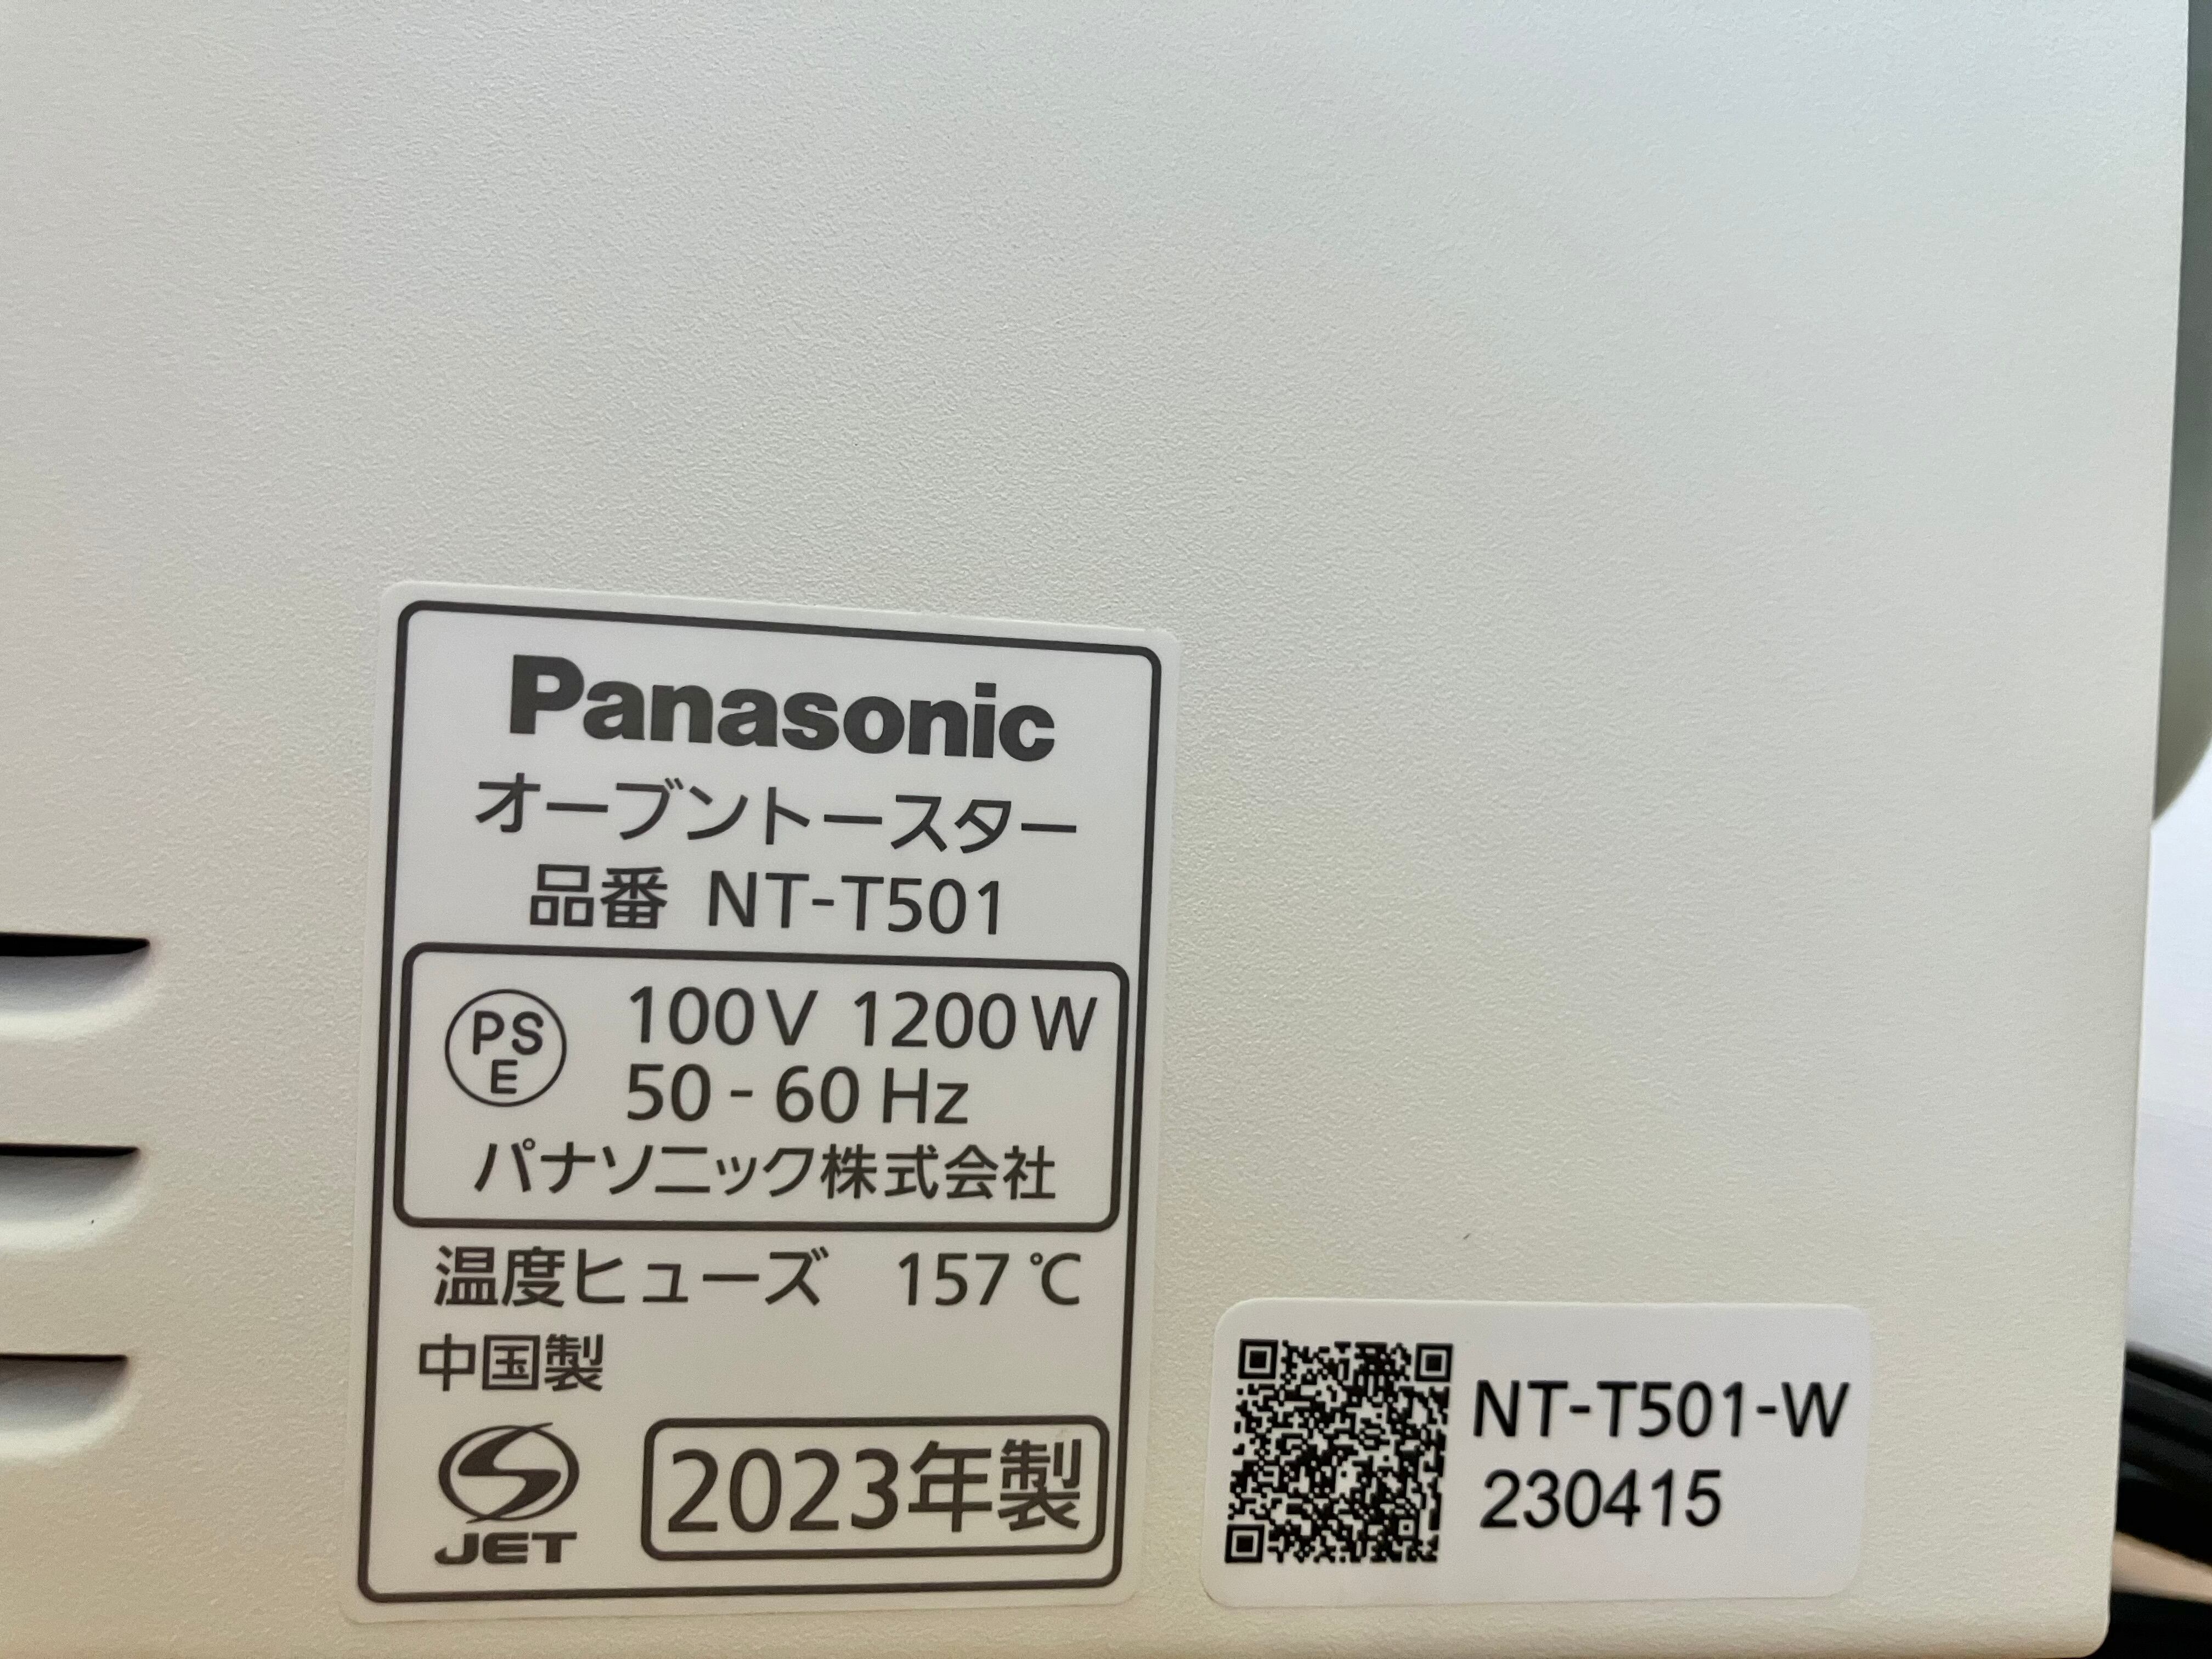 Panasonic
オーブントースター
品番 NT-T501
PS
E
100V 1200W
50-60 Hz
パナソニック株式会社
温度ヒューズ 157℃
中国製
JET
2023年製
NT-T501-W
230415